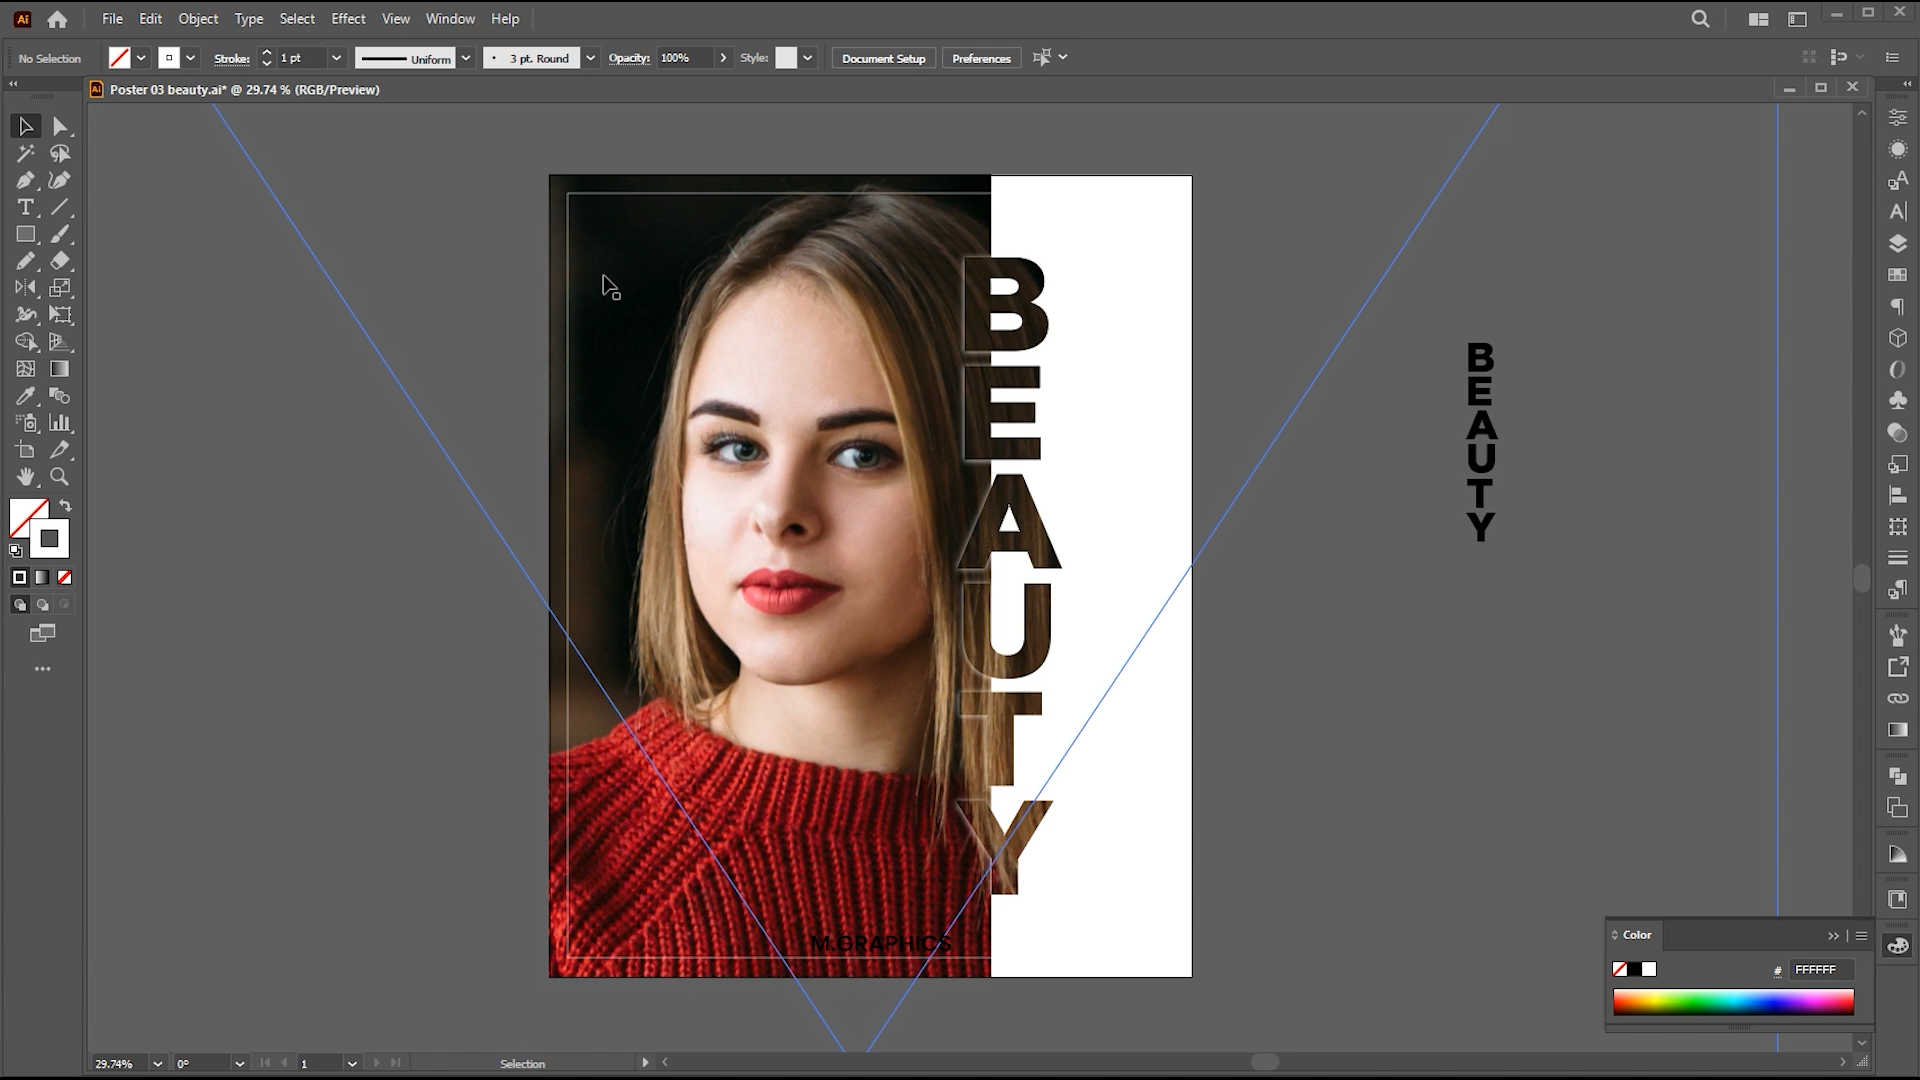 Ai File Edit Object Type Select Effect View Window Help
No Selection Stroke: 1 pt Uniform 3 pt. Round Opacity: 100% Style: Document Setup Preferences
Ai Poster 03 beauty.ai* @ 29.74 % (RGB/Preview)
B
E
A
U
T
Y
M.GRAPHICS
B
E
A
U
T
Y
Color
# FFFFFF
29.74% 0° 1 Selection